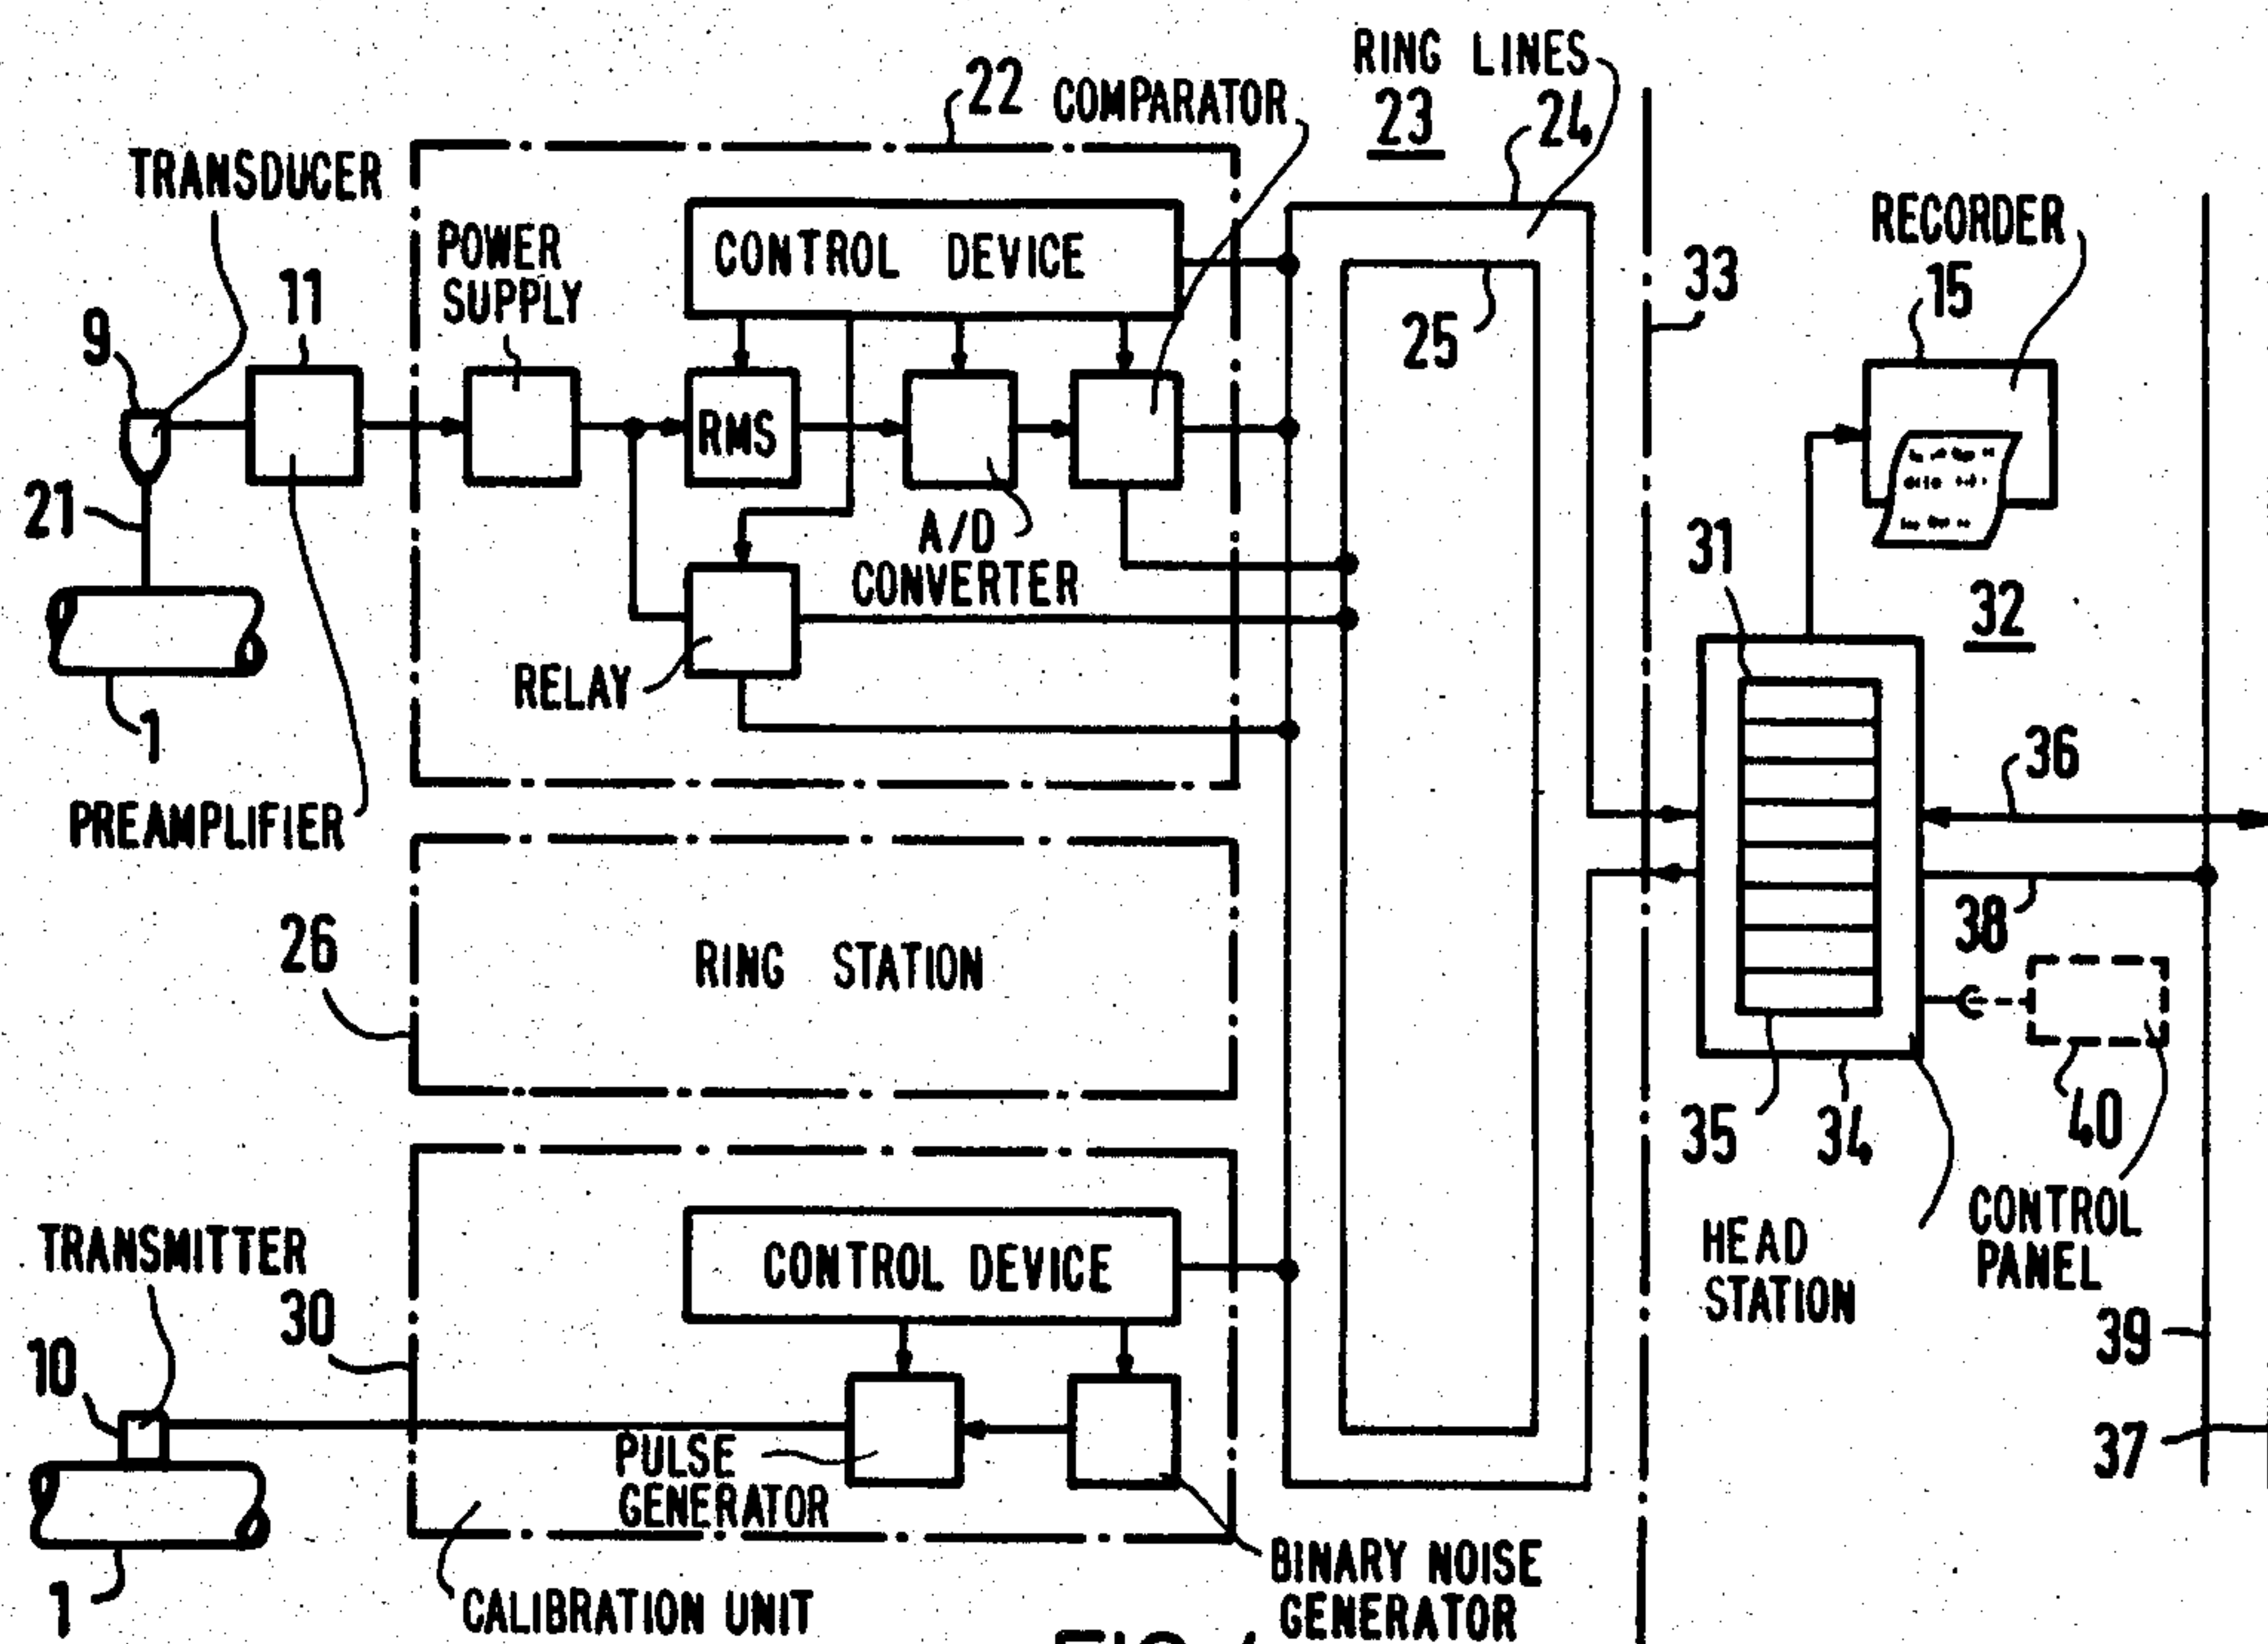 RING LINES
22 COMPARATOR
23
24
TRANSDUCER
POWER
SUPPLY
CONTROL DEVICE
RECORDER
33
15
11
9
25
RMS
21
A/D
CONVERTER
31
32
RELAY
1
36
PREAMPLIFIER
38
26
RING STATION
35
34
40
TRANSMITTER
CONTROL DEVICE
HEAD
STATION
CONTROL
PANEL
30
39
10
PULSE
GENERATOR
37
1
CALIBRATION UNIT
BINARY NOISE
GENERATOR